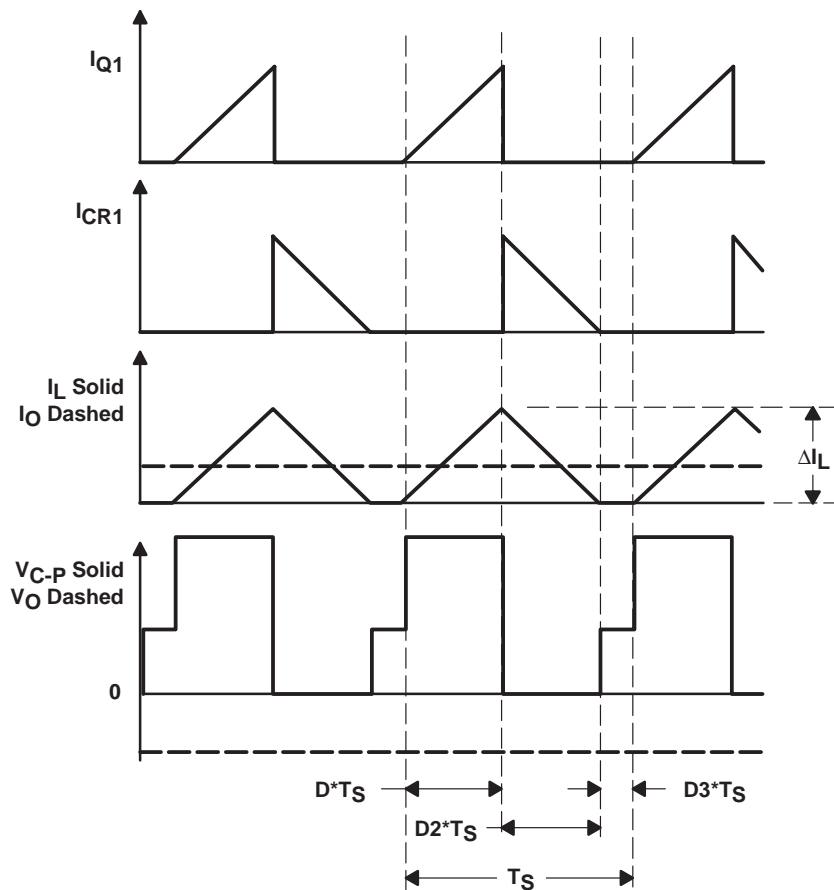 IQ1
ICR1
IL Solid
IO Dashed
ΔIL
VC-P Solid
VO Dashed
0
D*TS
D3*TS
D2*TS
TS